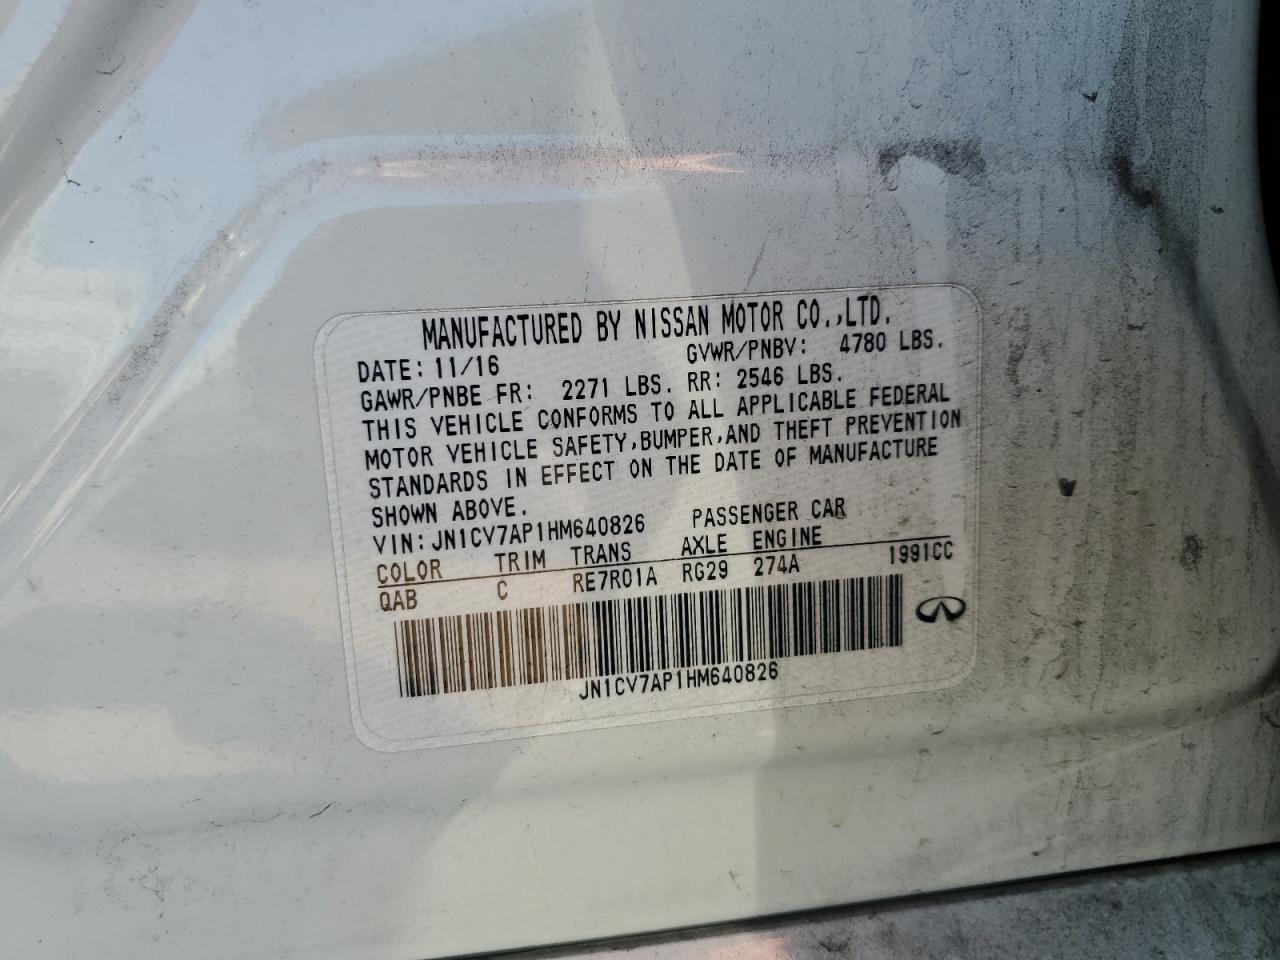 MANUFACTURED BY NISSAN MOTOR CO.,LTD.
DATE: 11/16 GVWR/PNBV: 4780 LBS.
GAWR/PNBE FR: 2271 LBS. RR: 2546 LBS.
THIS VEHICLE CONFORMS TO ALL APPLICABLE FEDERAL
MOTOR VEHICLE SAFETY,BUMPER,AND THEFT PREVENTION
STANDARDS IN EFFECT ON THE DATE OF MANUFACTURE
SHOWN ABOVE.
VIN:JN1CV7AP1HM640826 PASSENGER CAR
COLOR TRIM TRANS AXLE ENGINE
QAB C RE7R01A RG29 274A 1991CC
JN1CV7AP1HM640826